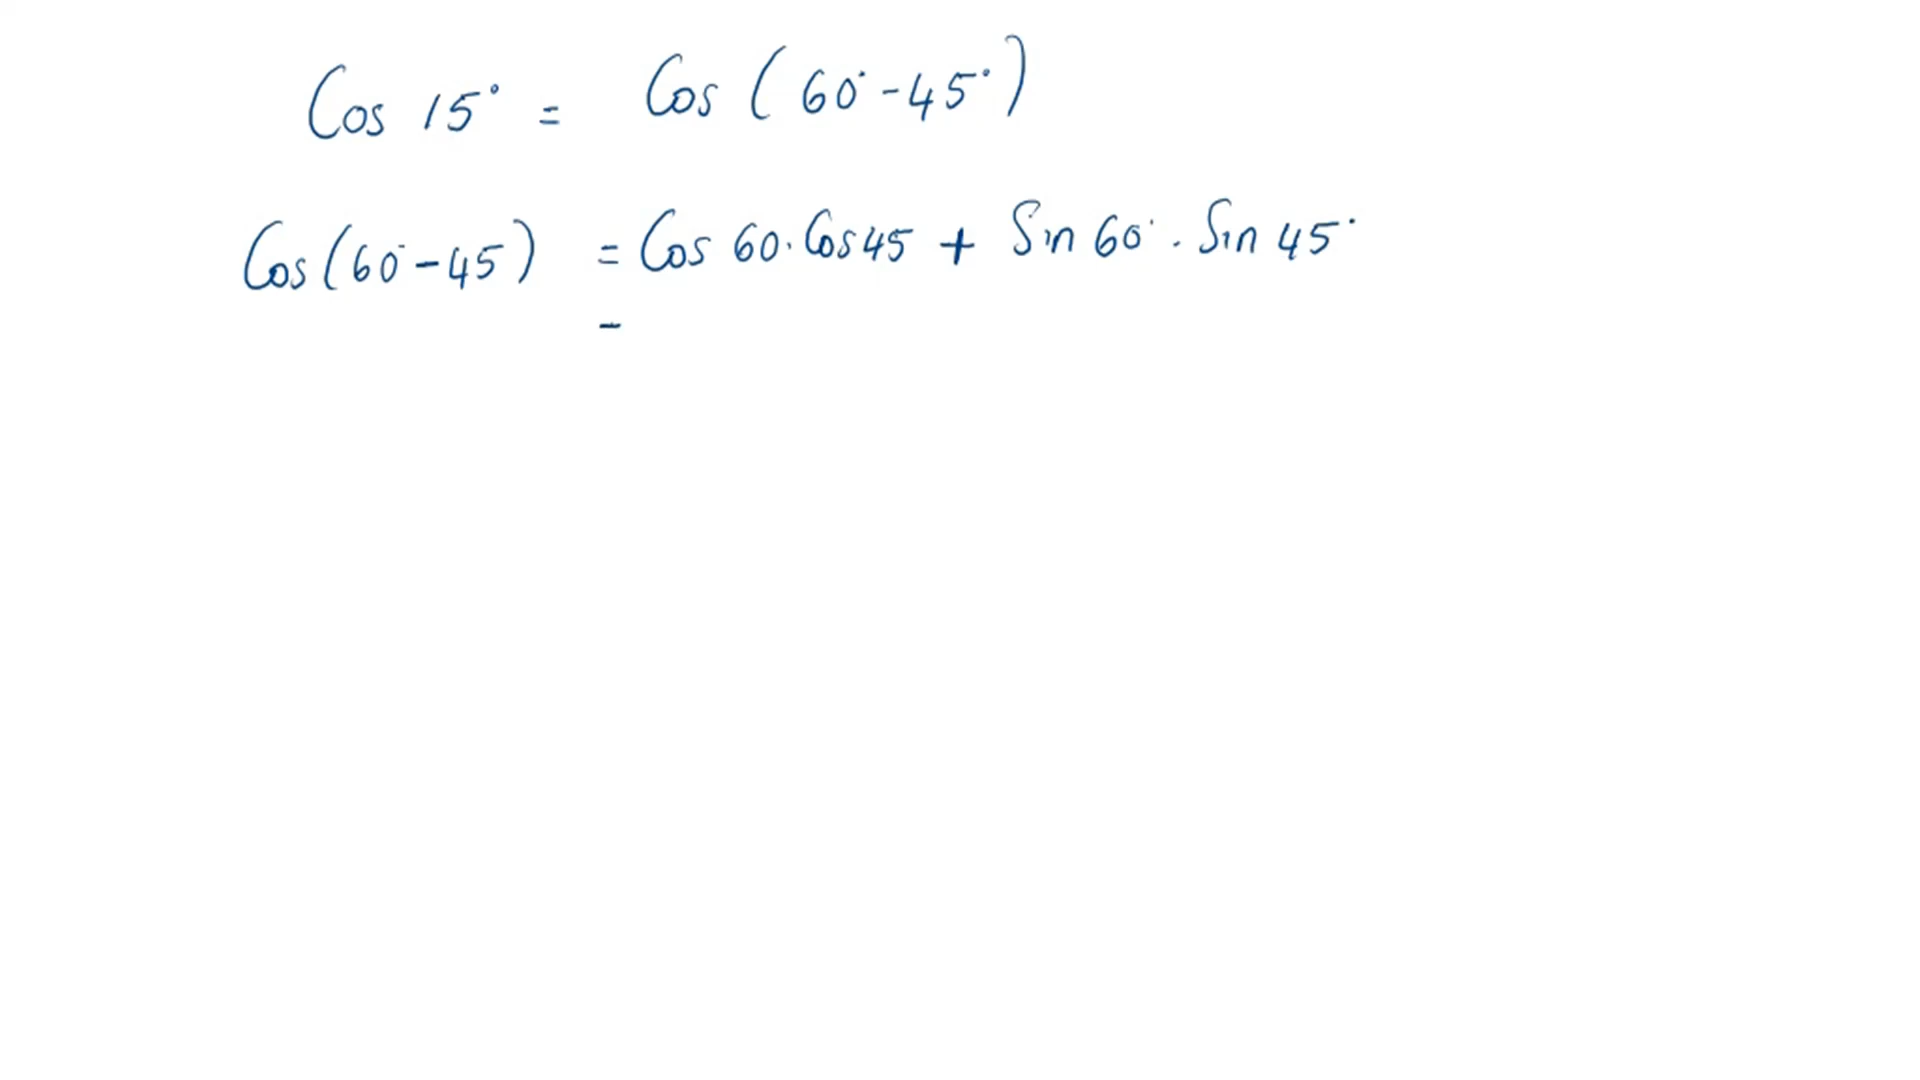 Cos 15° = Cos (60° - 45°)
Cos(60° - 45) = Cos 60 . Cos 45 + Sin 60° . Sin 45°
-